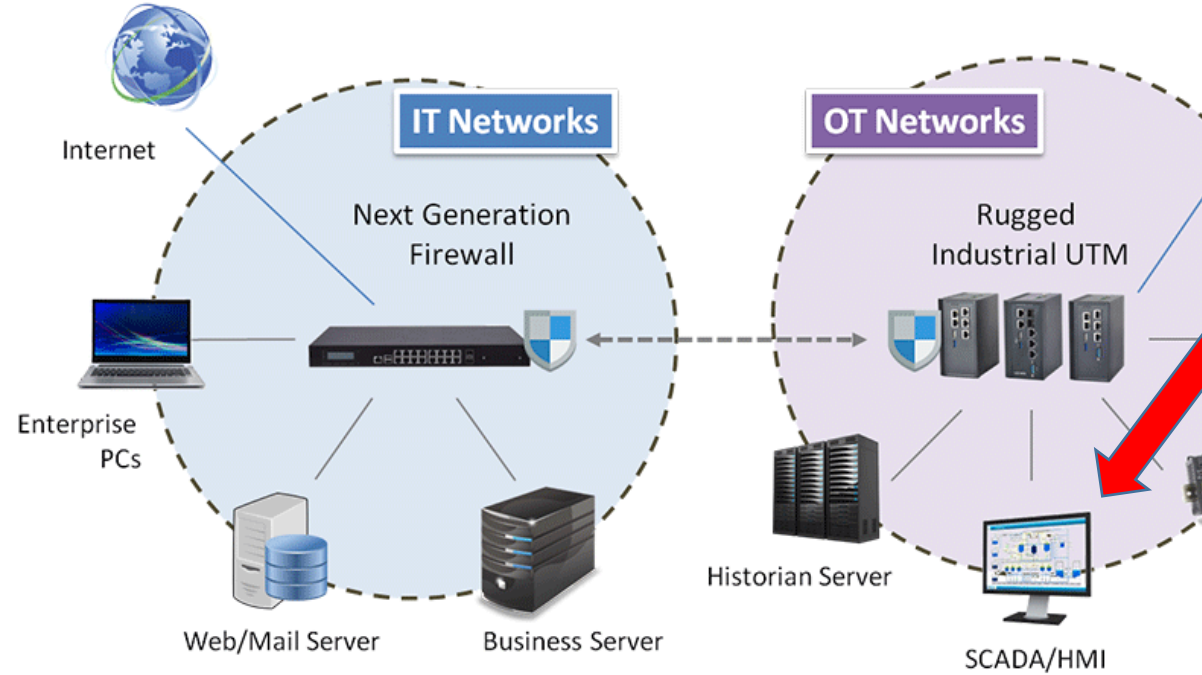 IT Networks
OT Networks
Internet
Next Generation
Firewall
Rugged
Industrial UTM
Enterprise
PCs
Historian Server
Web/Mail Server
Business Server
SCADA/HMI